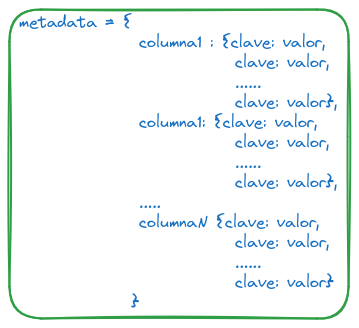 metadata = {
columna1 : {clave: valor,
clave: valor,
......
clave: valor},
columna1: {clave: valor,
clave: valor,
......
clave: valor},
.....
columnaN {clave: valor,
clave: valor,
......
clave: valor}
}